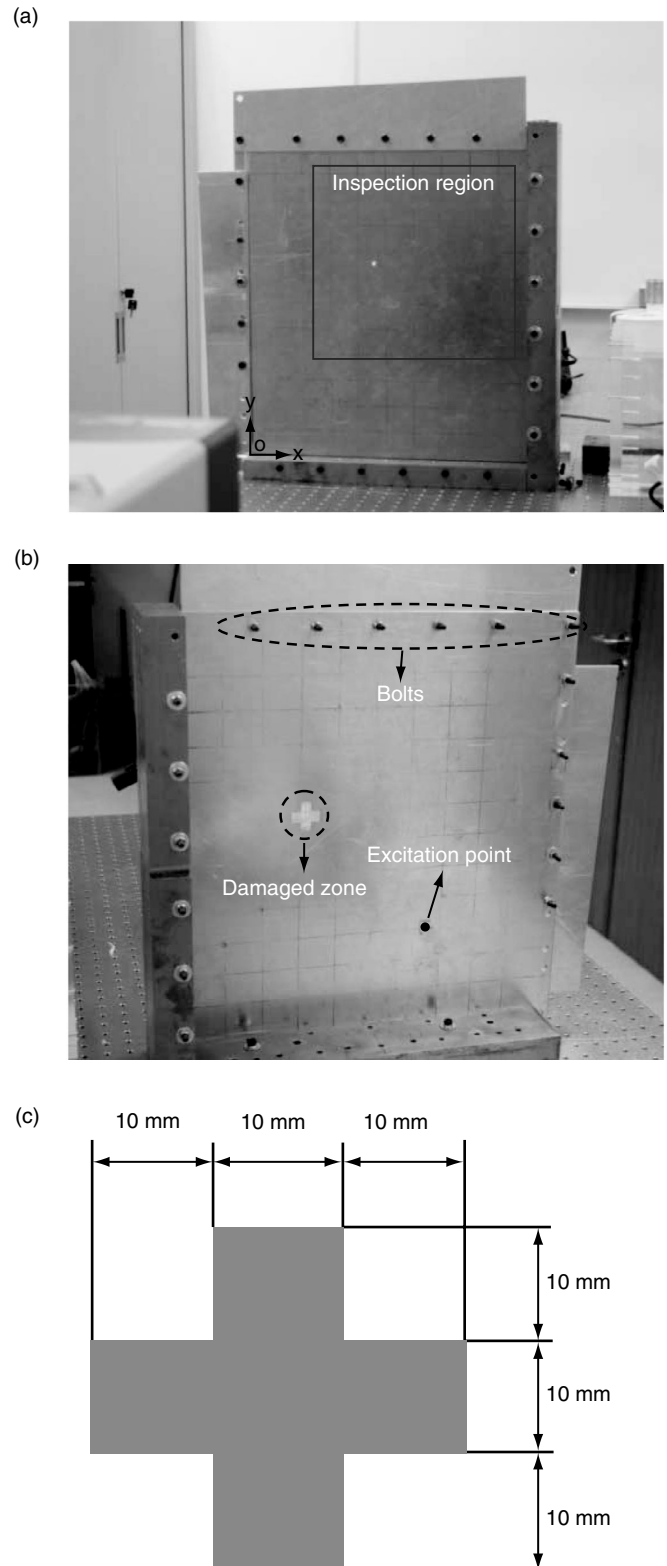 (a)
Inspection region
y
o
x
(b)
Bolts
Excitation point
Damaged zone
(c)
10 mm 10 mm 10 mm
10 mm
10 mm
10 mm